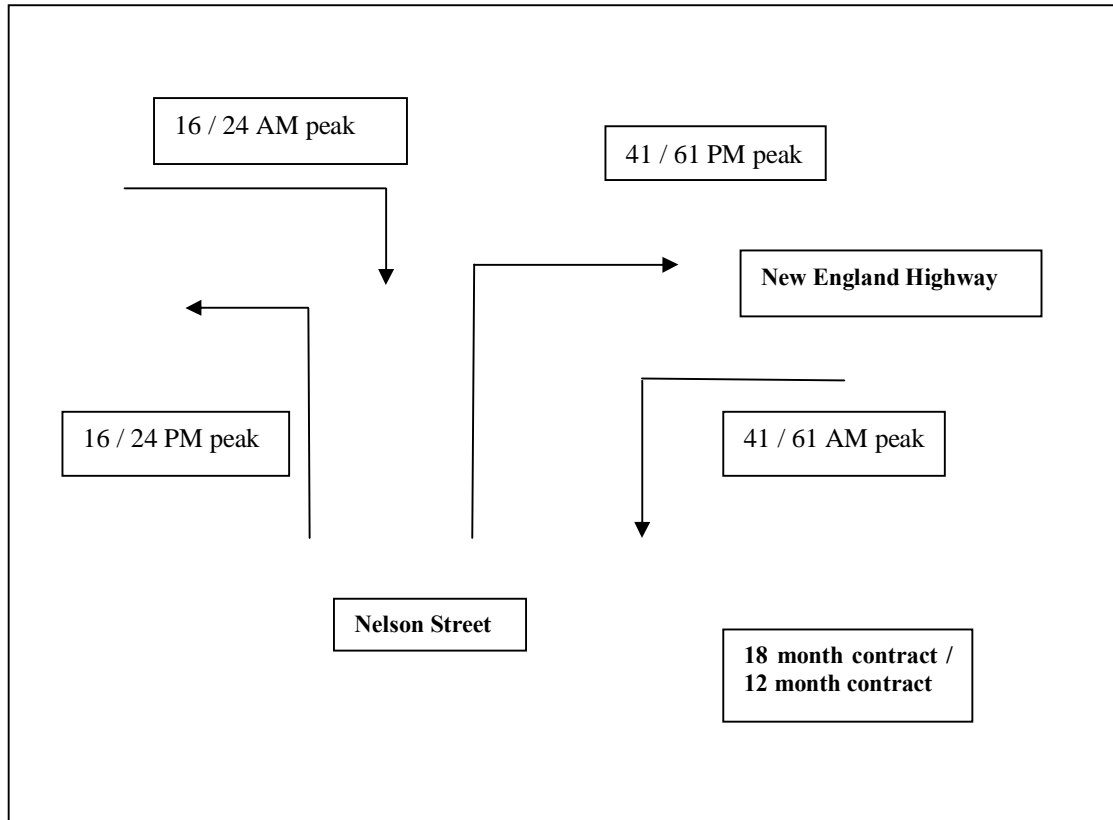 16 / 24 AM peak
41 / 61 PM peak
New England Highway
16 / 24 PM peak
41 / 61 AM peak
Nelson Street
18 month contract /
12 month contract